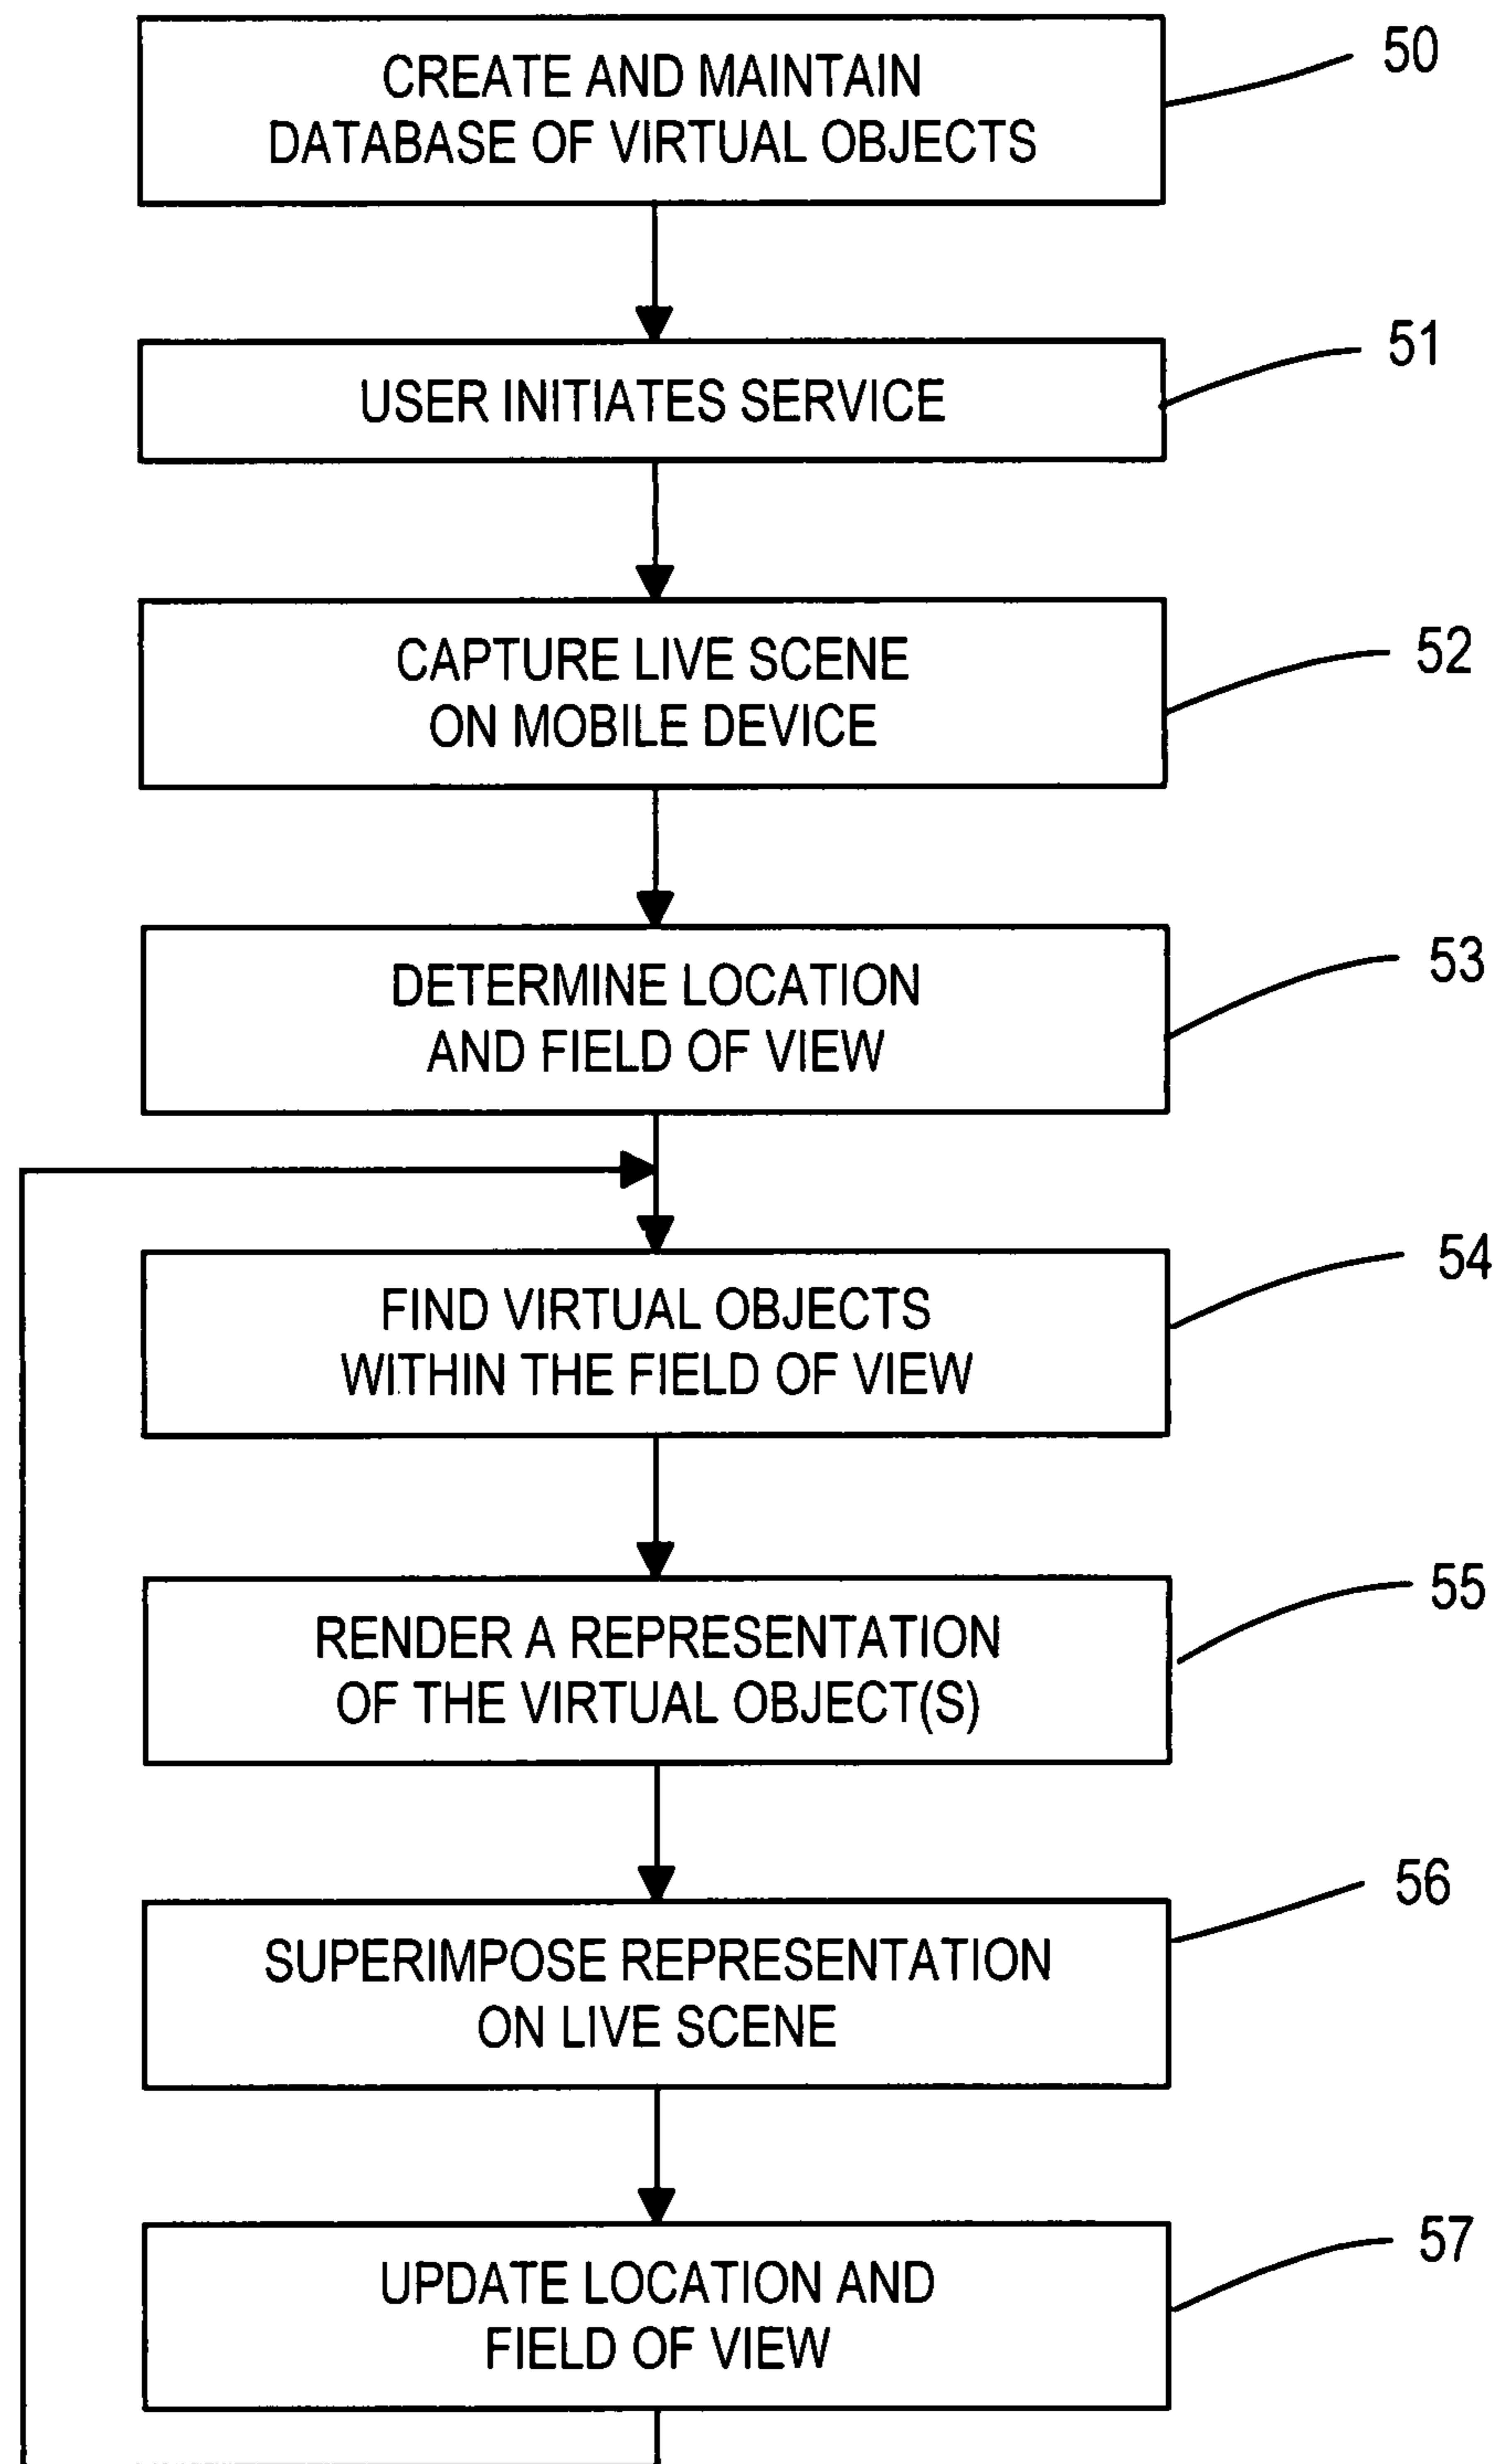 CREATE AND MAINTAIN
DATABASE OF VIRTUAL OBJECTS
50
USER INITIATES SERVICE
51
CAPTURE LIVE SCENE
ON MOBILE DEVICE
52
DETERMINE LOCATION
AND FIELD OF VIEW
53
FIND VIRTUAL OBJECTS
WITHIN THE FIELD OF VIEW
54
RENDER A REPRESENTATION
OF THE VIRTUAL OBJECT(S)
55
SUPERIMPOSE REPRESENTATION
ON LIVE SCENE
56
UPDATE LOCATION AND
FIELD OF VIEW
57